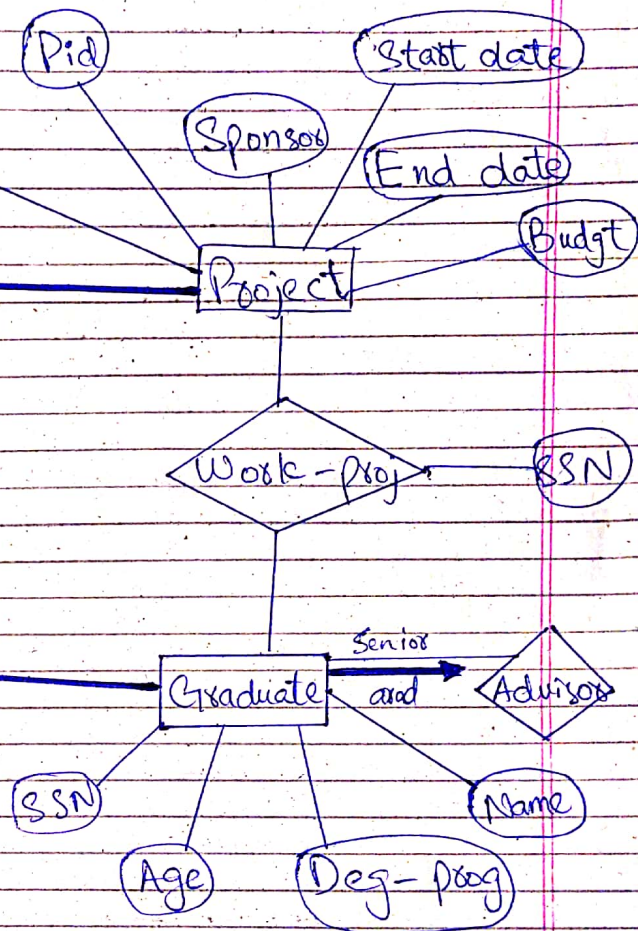 Pid
Start date
Sponsor
End date
Budgt
Project
Work-proj
SSN
Senior
Graduate
arad
Advisor
SSN
Name
Age
Deg-prog